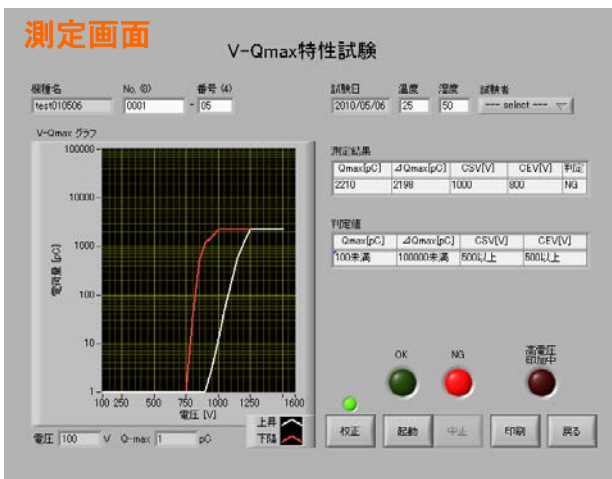 測定画面
V-Qmax特性試験
機種名 No. (6) 番号 (4) 試験日 温度 湿度 試験者
test010506 0001 - 05 2010/05/06 25 50 --- select ---
V-Qmax グラフ
100000
10000
1000
100
10
1
電荷量 [pC]
100 250 500 750 1000 1250 1600
電圧 [V]
上昇
下降
電圧 100 V Q-max 1 pC
測定結果
Qmax[pC] ⊿Qmax[pC] CSV[V] CEV[V] 判定
2210 2198 1000 800 NG
判定値
Qmax[pC] ⊿Qmax[pC] CSV[V] CEV[V]
100未満 100000未満 500以上 500以上
OK NG 高電圧
印加中
校正 起動 中止 印刷 戻る